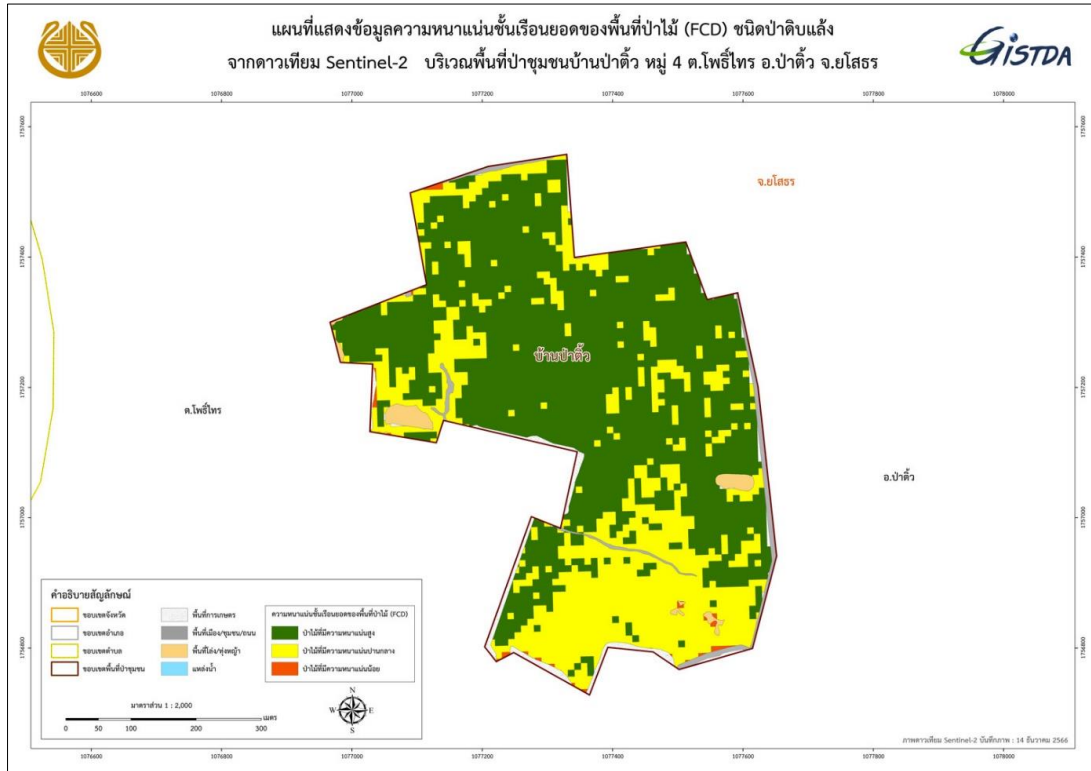 แผนที่แสดงข้อมูลความหนาแน่นชั้นเรือนยอดของพื้นที่ป่าไม้ (FCD) ชนิดป่าดิบแล้ง
จากดาวเทียม Sentinel-2 บริเวณพื้นที่ป่าชุมชนบ้านป่าติ้ว หมู่ 4 ต.โพธิ์ไทร อ.ป่าติ้ว จ.ยโสธร
GISTDA
1076600 1076800 1077000 1077200 1077400 1077600 1077800 1078000
1757600 1757600
จ.ยโสธร
1757400 1757400
บ้านป่าติ้ว
1757200 1757200
ต.โพธิ์ไทร
อ.ป่าติ้ว
1757000 1757000
1756800 1756800
คำอธิบายสัญลักษณ์
ขอบเขตจังหวัด
ขอบเขตอำเภอ
ขอบเขตตำบล
ขอบเขตพื้นที่ป่าชุมชน
พื้นที่การเกษตร
พื้นที่เมือง/ชุมชน/ถนน
พื้นที่โล่ง/ทุ่งหญ้า
แหล่งน้ำ
ความหนาแน่นชั้นเรือนยอดของพื้นที่ป่าไม้ (FCD)
ป่าไม้ที่มีความหนาแน่นสูง
ป่าไม้ที่มีความหนาแน่นปานกลาง
ป่าไม้ที่มีความหนาแน่นน้อย
มาตราส่วน 1 : 2,000
เมตร
0 50 100 200 300
N
W E
S
ภาพดาวเทียม Sentinel-2 บันทึกภาพ : 14 ธันวาคม 2566
1076600 1076800 1077000 1077200 1077400 1077600 1077800 1078000